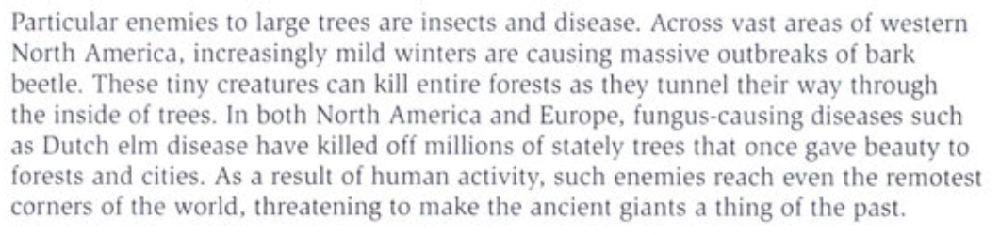 Particular enemies to large trees are insects and disease. Across vast areas of western
North America, increasingly mild winters are causing massive outbreaks of bark
beetle. These tiny creatures can kill entire forests as they tunnel their way through
the inside of trees. In both North America and Europe, fungus-causing diseases such
as Dutch elm disease have killed off millions of stately trees that once gave beauty to
forests and cities. As a result of human activity, such enemies reach even the remotest
corners of the world, threatening to make the ancient giants a thing of the past.